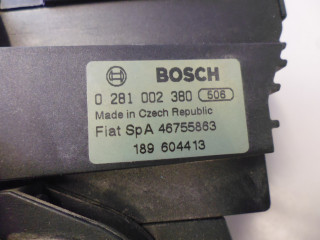 BOSCH
0 281 002 380 506
Made in Czech Republic
Fiat SpA 46755863
189 604413